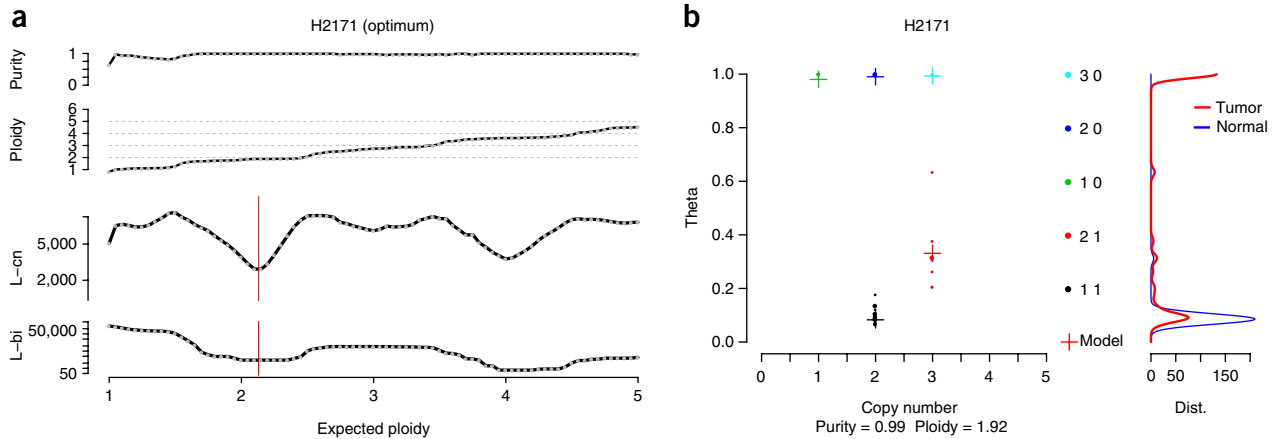 a
H2171 (optimum)
Purity
1
0
Ploidy
6
5
4
3
2
1
L–cn
5,000
2,000
L–bi
50,000
50
1 2 3 4 5
Expected ploidy
b
H2171
Theta
1.0
0.8
0.6
0.4
0.2
0.0
0 1 2 3 4 5
Copy number
Purity = 0.99 Ploidy = 1.92
3 0
2 0
1 0
2 1
1 1
Model
Tumor
Normal
0 50 150
Dist.